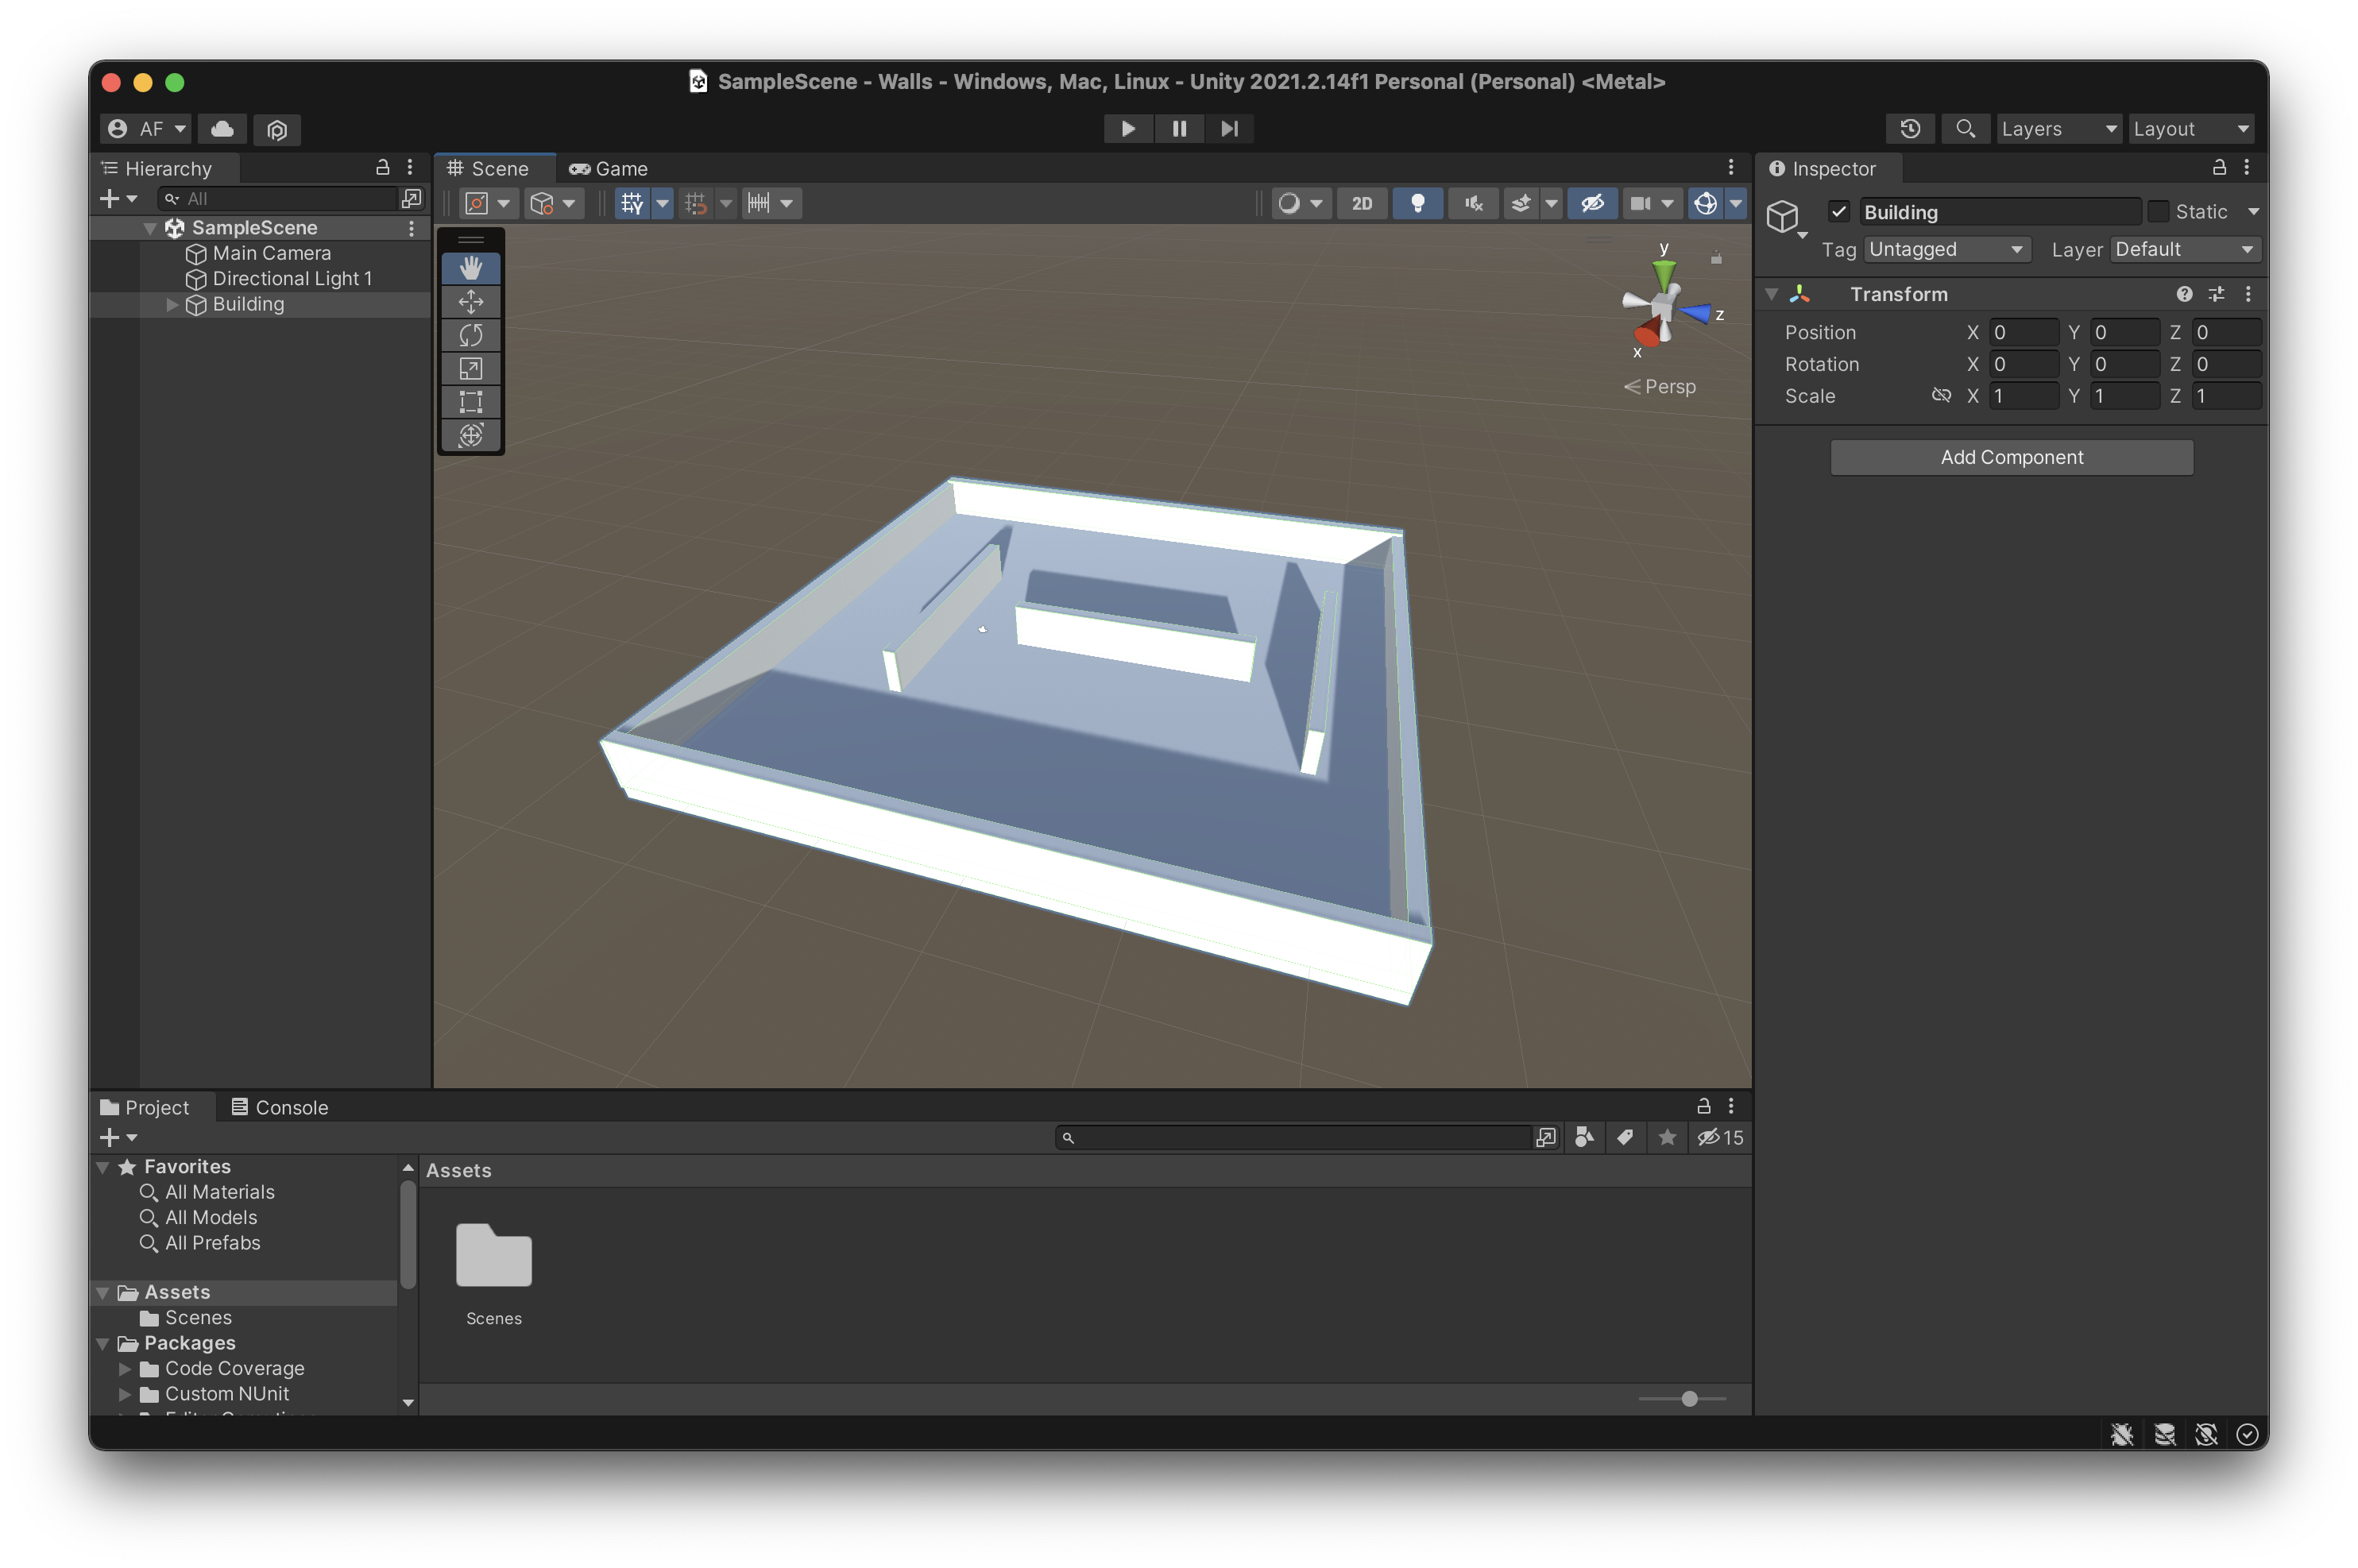 SampleScene - Walls - Windows, Mac, Linux - Unity 2021.2.14f1 Personal (Personal) <Metal>
AF
Layers
Layout
Hierarchy
All
SampleScene
Main Camera
Directional Light 1
Building
Scene
Game
2D
y
z
x
Persp
Inspector
Building
Static
Tag Untagged
Layer Default
Transform
Position X 0 Y 0 Z 0
Rotation X 0 Y 0 Z 0
Scale X 1 Y 1 Z 1
Add Component
Project
Console
15
Favorites
All Materials
All Models
All Prefabs
Assets
Scenes
Packages
Code Coverage
Custom NUnit
Assets
Scenes